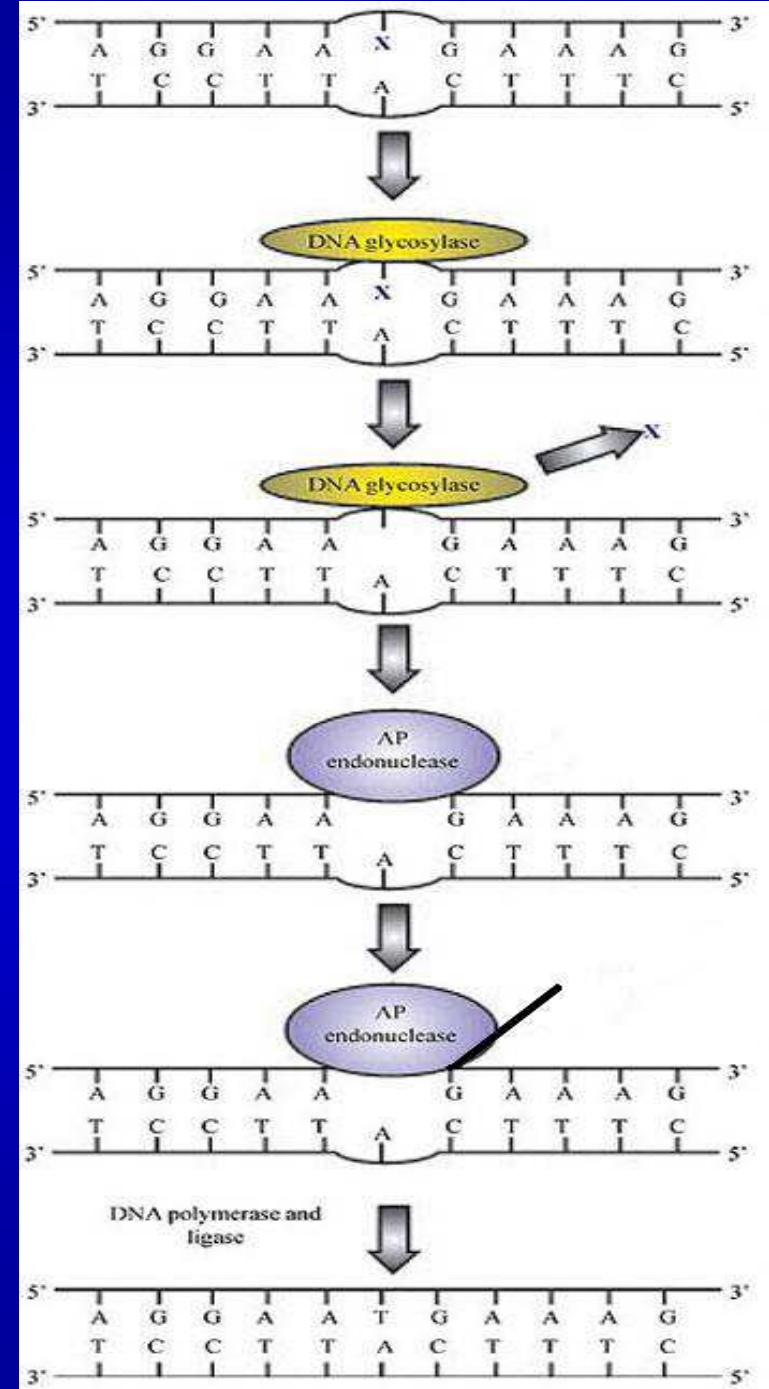 5' 3'
A G G A A X G A A A G
T C C T T A C T T T C
3' 5'
DNA glycosylase
5' 3'
A G G A A X G A A A G
T C C T T A C T T T C
3' 5'
X
DNA glycosylase
5' 3'
A G G A A G A A A G
T C C T T A C T T T C
3' 5'
AP
endonuclease
5' 3'
A G G A A G A A A G
T C C T T A C T T T C
3' 5'
AP
endonuclease
5' 3'
A G G A A G A A A G
T C C T T A C T T T C
3' 5'
DNA polymerase and
ligase
5' 3'
A G G A A T G A A A G
T C C T T A C T T T C
3' 5'